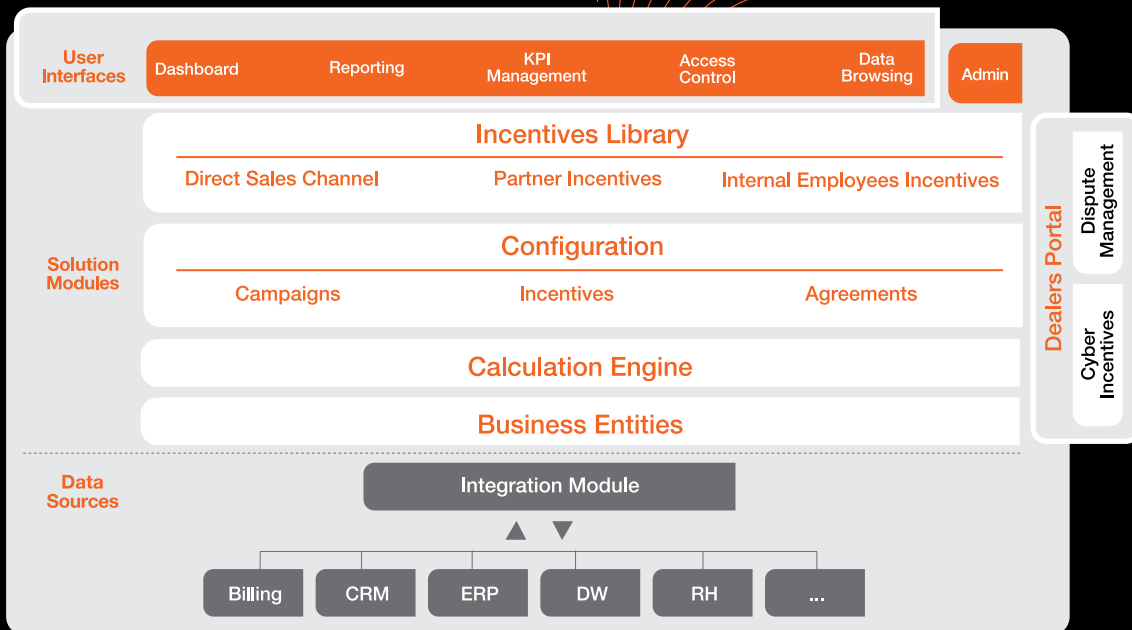 User
Interfaces
Dashboard
Reporting
KPI
Management
Access
Control
Data
Browsing
Admin
Incentives Library
Direct Sales Channel
Partner Incentives
Internal Employees Incentives
Solution
Modules
Configuration
Campaigns
Incentives
Agreements
Calculation Engine
Business Entities
Dealers Portal
Dispute
Management
Cyber
Incentives
Data
Sources
Integration Module
Billing
CRM
ERP
DW
RH
...